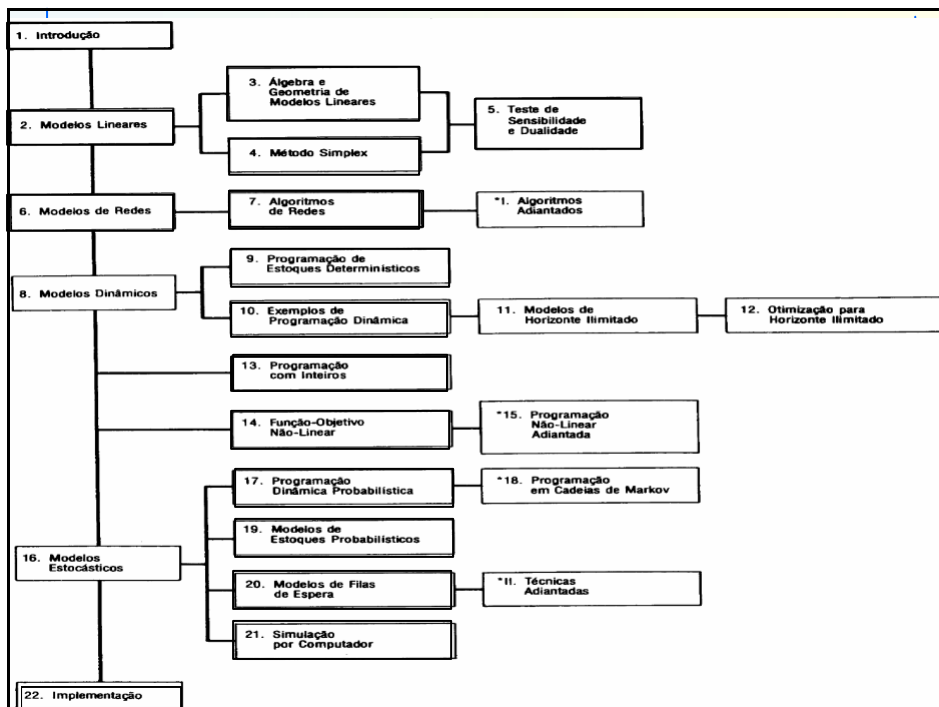 1. Introdução
2. Modelos Lineares
3. Álgebra e
Geometria de
Modelos Lineares
4. Método Simplex
5. Teste de
Sensibilidade
e Dualidade
6. Modelos de Redes
7. Algoritmos
de Redes
*I. Algoritmos
Adiantados
8. Modelos Dinâmicos
9. Programação de
Estoques Determinísticos
10. Exemplos de
Programação Dinâmica
11. Modelos de
Horizonte Ilimitado
12. Otimização para
Horizonte Ilimitado
13. Programação
com Inteiros
14. Função-Objetivo
Não-Linear
*15. Programação
Não-Linear
Adiantada
16. Modelos
Estocásticos
17. Programação
Dinâmica Probabilística
*18. Programação
em Cadeias de Markov
19. Modelos de
Estoques Probabilísticos
20. Modelos de Filas
de Espera
*II. Técnicas
Adiantadas
21. Simulação
por Computador
22. Implementação